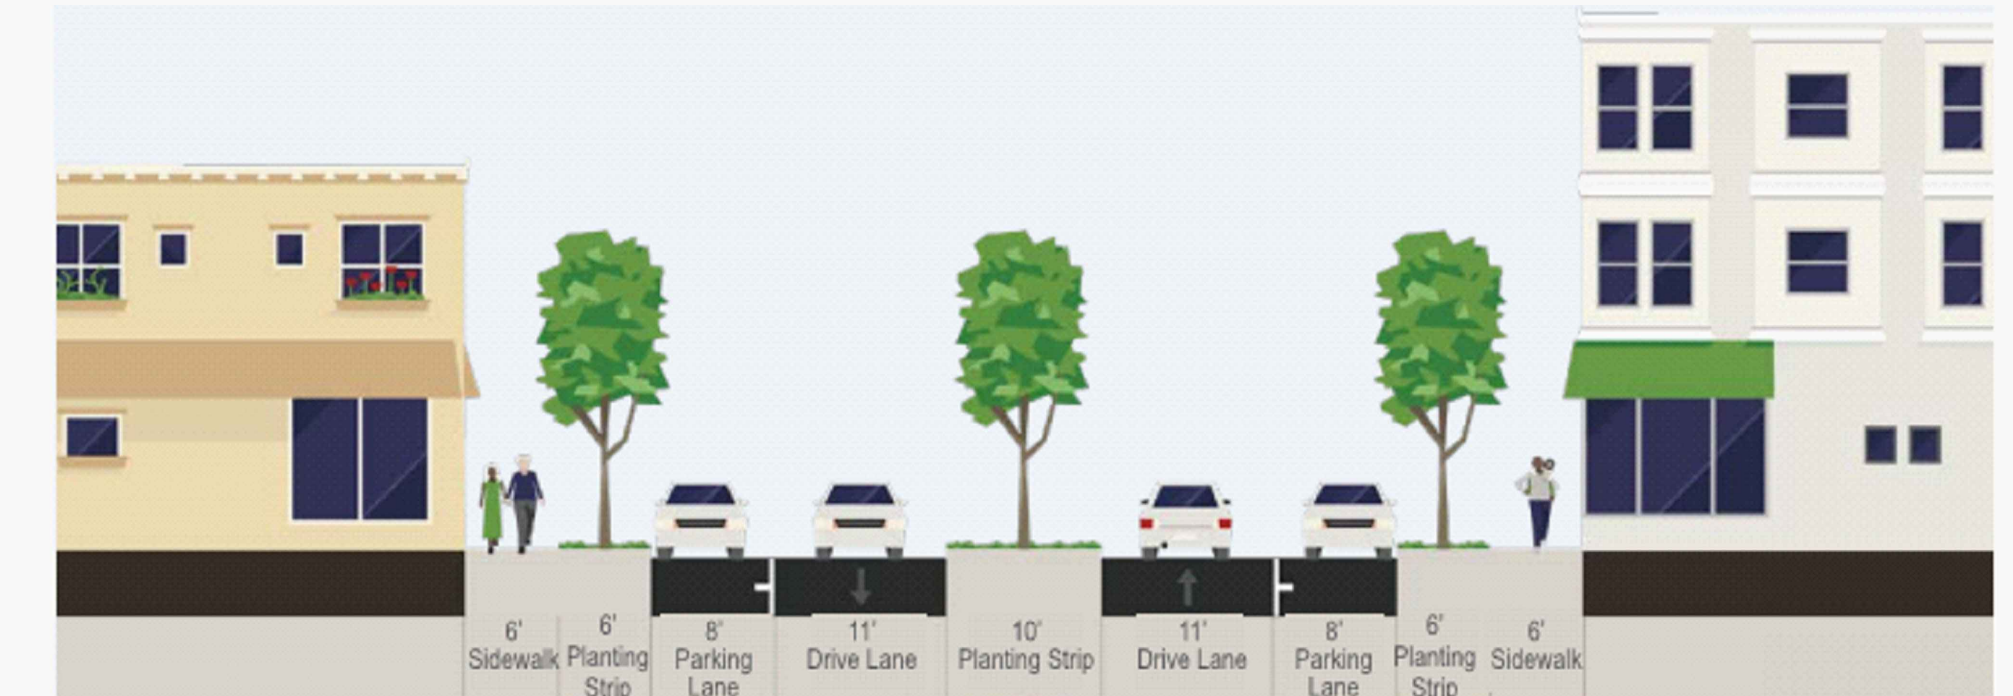 6'
Sidewalk
6'
Planting
Strip
8'
Parking
Lane
11'
Drive Lane
10'
Planting Strip
11'
Drive Lane
8'
Parking
Lane
6'
Planting
Strip
6'
Sidewalk